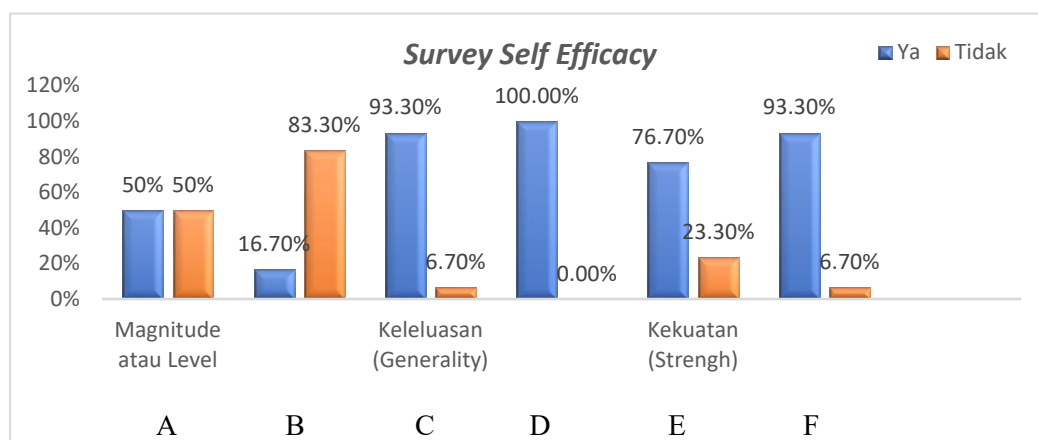 Survey Self Efficacy
Ya Tidak
120%
100%
80%
60%
40%
20%
0%
50% 50%
16.70% 83.30%
93.30% 6.70%
100.00% 0.00%
76.70% 23.30%
93.30% 6.70%
Magnitude
atau Level
Keleluasan
(Generality)
Kekuatan
(Strengh)
A B C D E F